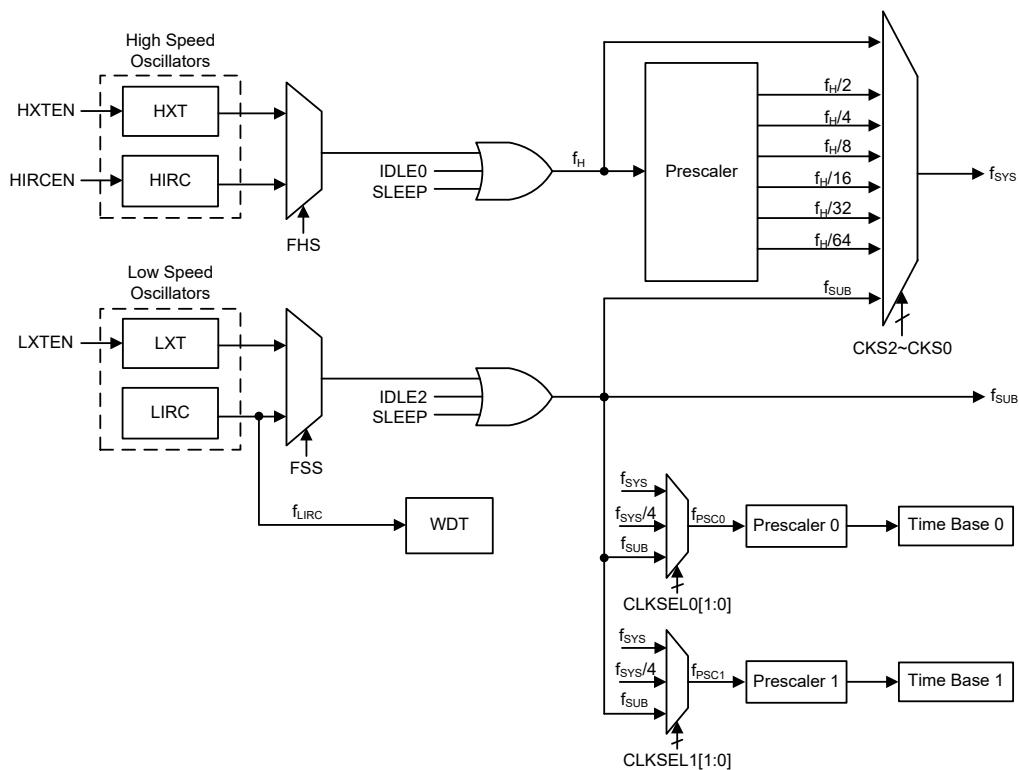 High Speed
Oscillators
HXTEN
HXT
HIRCEN
HIRC
FHS
IDLE0
SLEEP
fH
Prescaler
fH/2
fH/4
fH/8
fH/16
fH/32
fH/64
fSUB
CKS2~CKS0
fSYS
Low Speed
Oscillators
LXTEN
LXT
LIRC
FSS
IDLE2
SLEEP
fSUB
fLIRC
WDT
fSYS
fSYS/4
fSUB
fPSC0
Prescaler 0
Time Base 0
CLKSEL0[1:0]
fSYS
fSYS/4
fSUB
fPSC1
Prescaler 1
Time Base 1
CLKSEL1[1:0]